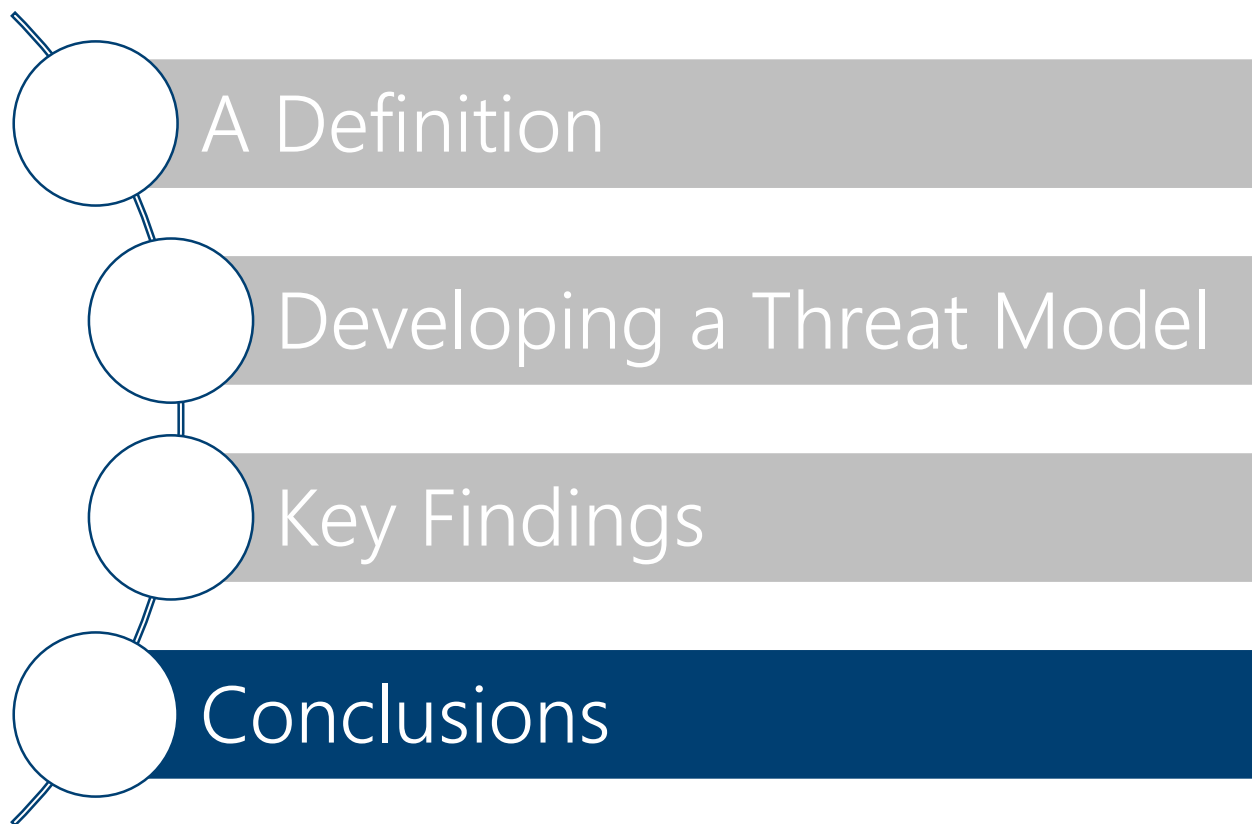 A Definition
Developing a Threat Model
Key Findings
Conclusions